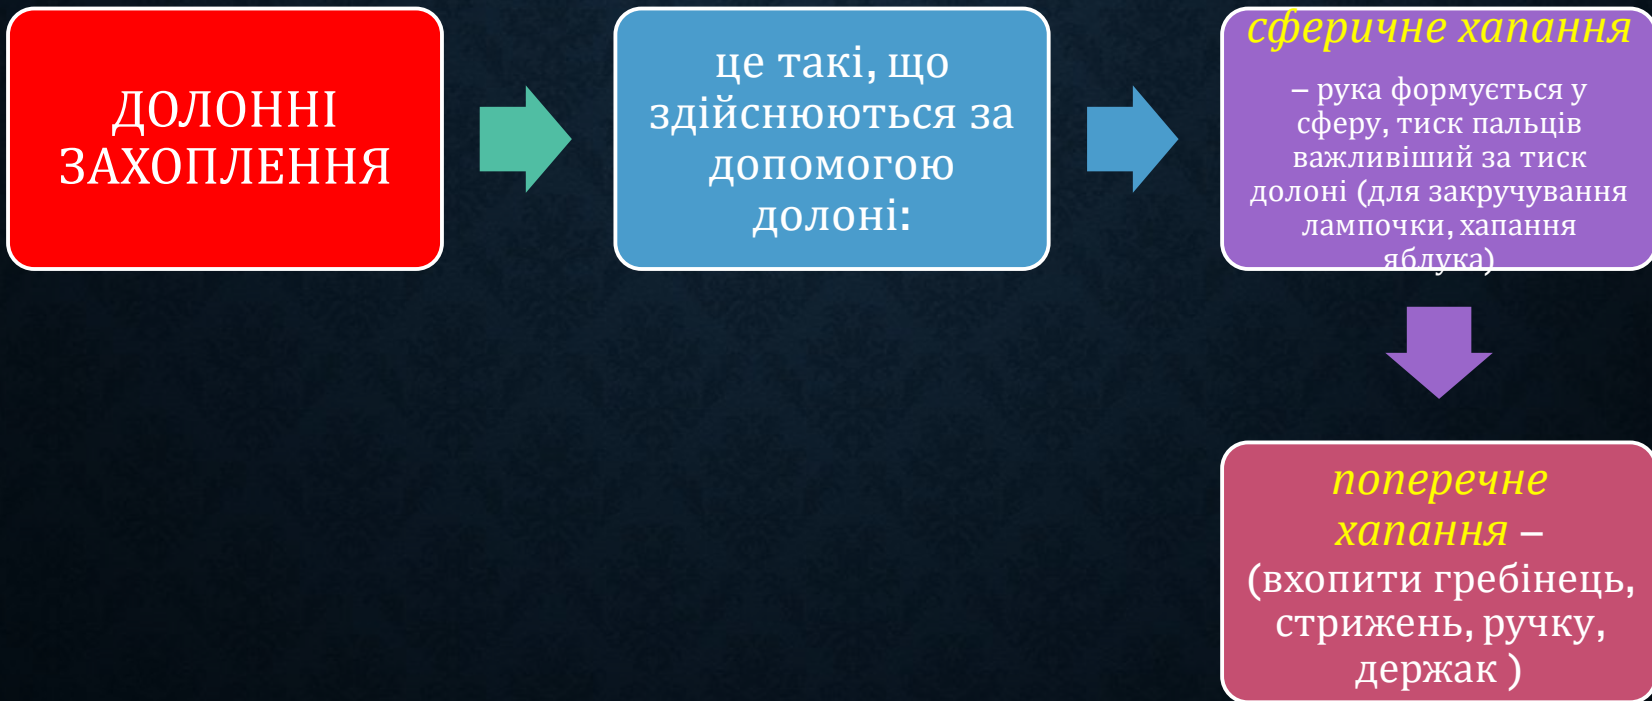 ДОЛОННІ
ЗАХОПЛЕННЯ
це такі, що
здійснюються за
допомогою
долоні:
сферичне хапання
– рука формується у
сферу, тиск пальців
важливіший за тиск
долоні (для закручування
лампочки, хапання
яблука)
поперечне
хапання –
(вхопити гребінець,
стрижень, ручку,
держак )